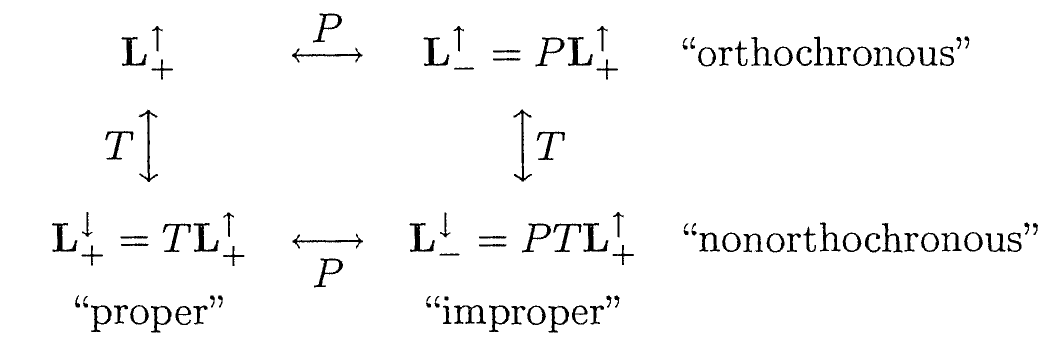 L₊↑ ⟷ P L₋↑ = PL₊↑ “orthochronous”
T↕ ↕T
L₊↓ = TL₊↑ ⟷ P L₋↓ = PTL₊↑ “nonorthochronous”
“proper” “improper”